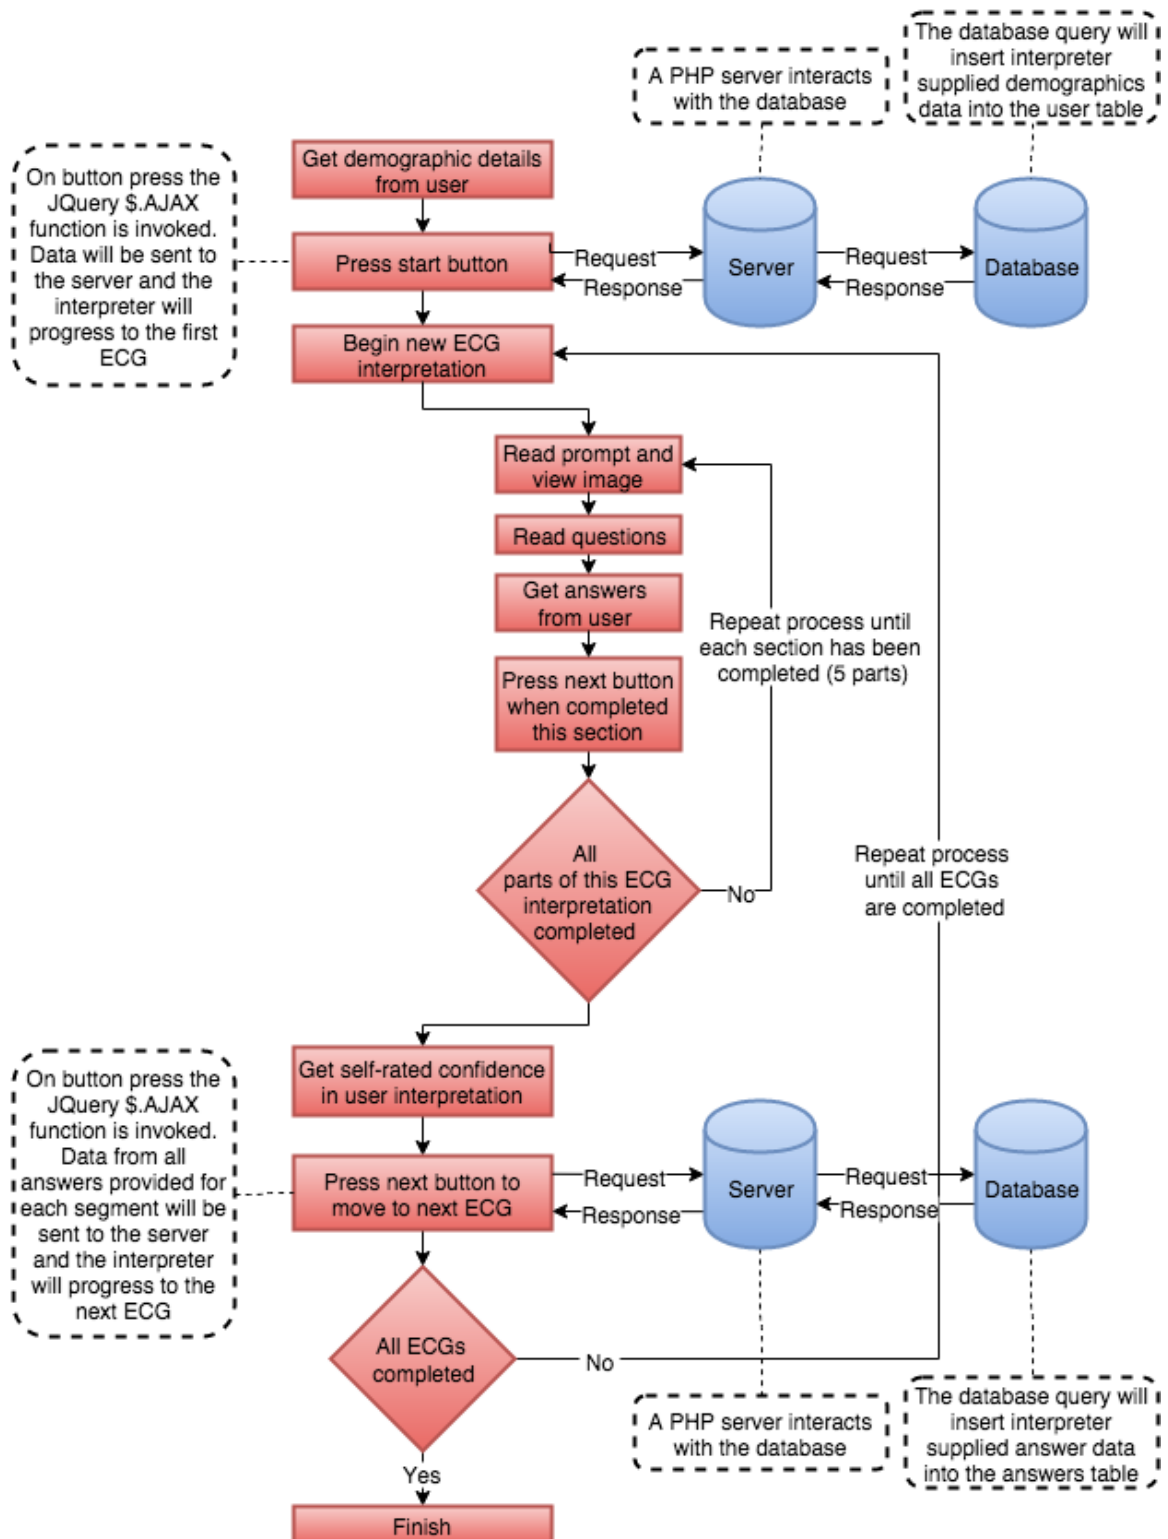 The database query will
insert interpreter
supplied demographics
data into the user table
A PHP server interacts
with the database
Get demographic details
from user
On button press the
JQuery $.AJAX
function is invoked.
Data will be sent to
the server and the
interpreter will
progress to the first
ECG
Press start button
Request
Response
Server
Request
Response
Database
Begin new ECG
interpretation
Read prompt and
view image
Read questions
Get answers
from user
Repeat process until
each section has been
completed (5 parts)
Press next button
when completed
this section
All
parts of this ECG
interpretation
completed
No
Repeat process
until all ECGs
are completed
Get self-rated confidence
in user interpretation
On button press the
JQuery $.AJAX
function is invoked.
Data from all
answers provided for
each segment will be
sent to the server
and the interpreter
will progress to the
next ECG
Press next button to
move to next ECG
Request
Response
Server
Request
Response
Database
All ECGs
completed
No
A PHP server interacts
with the database
The database query will
insert interpreter
supplied answer data
into the answers table
Yes
Finish